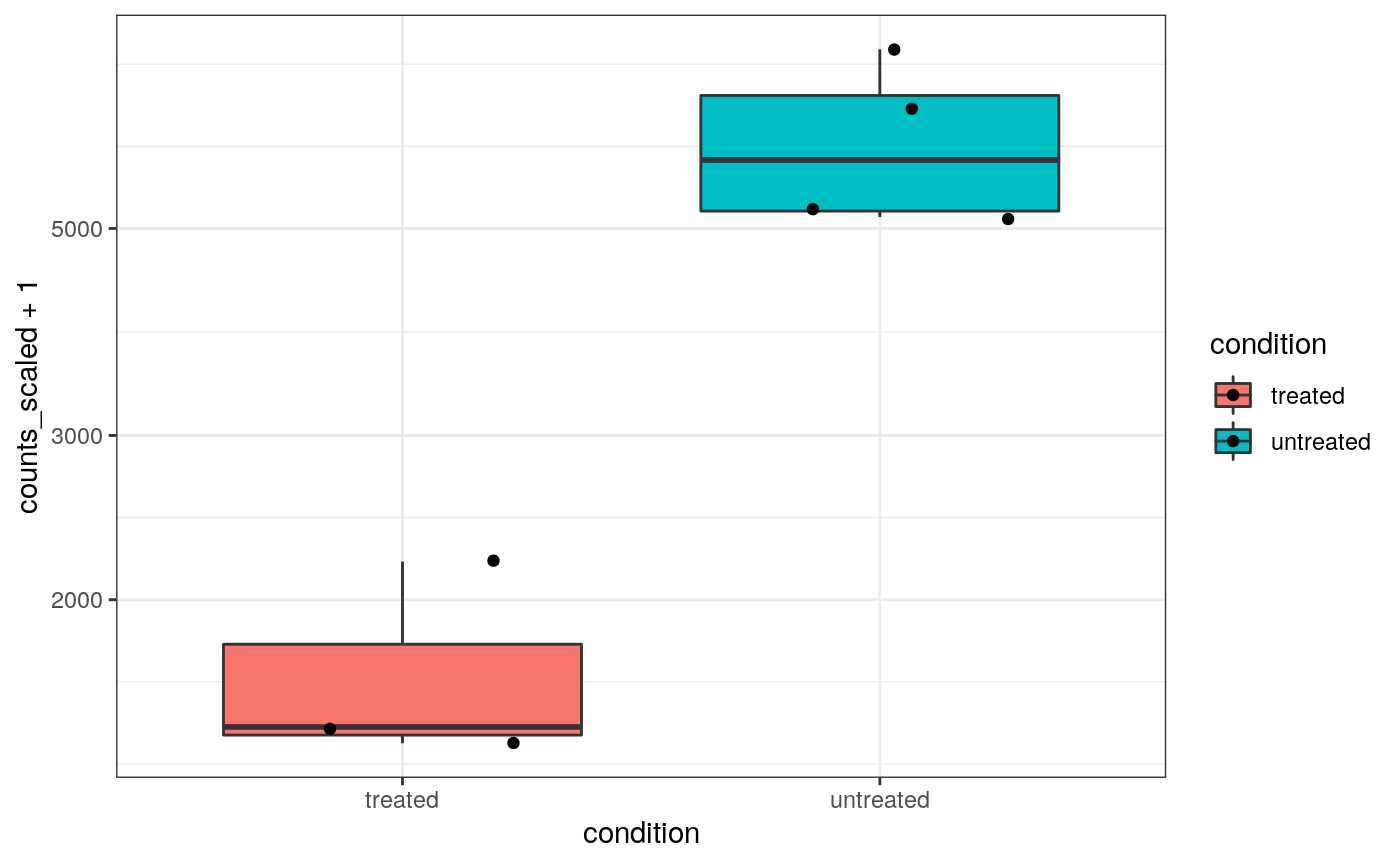 counts_scaled + 1
5000
3000
2000
treated
untreated
condition
condition
treated
untreated